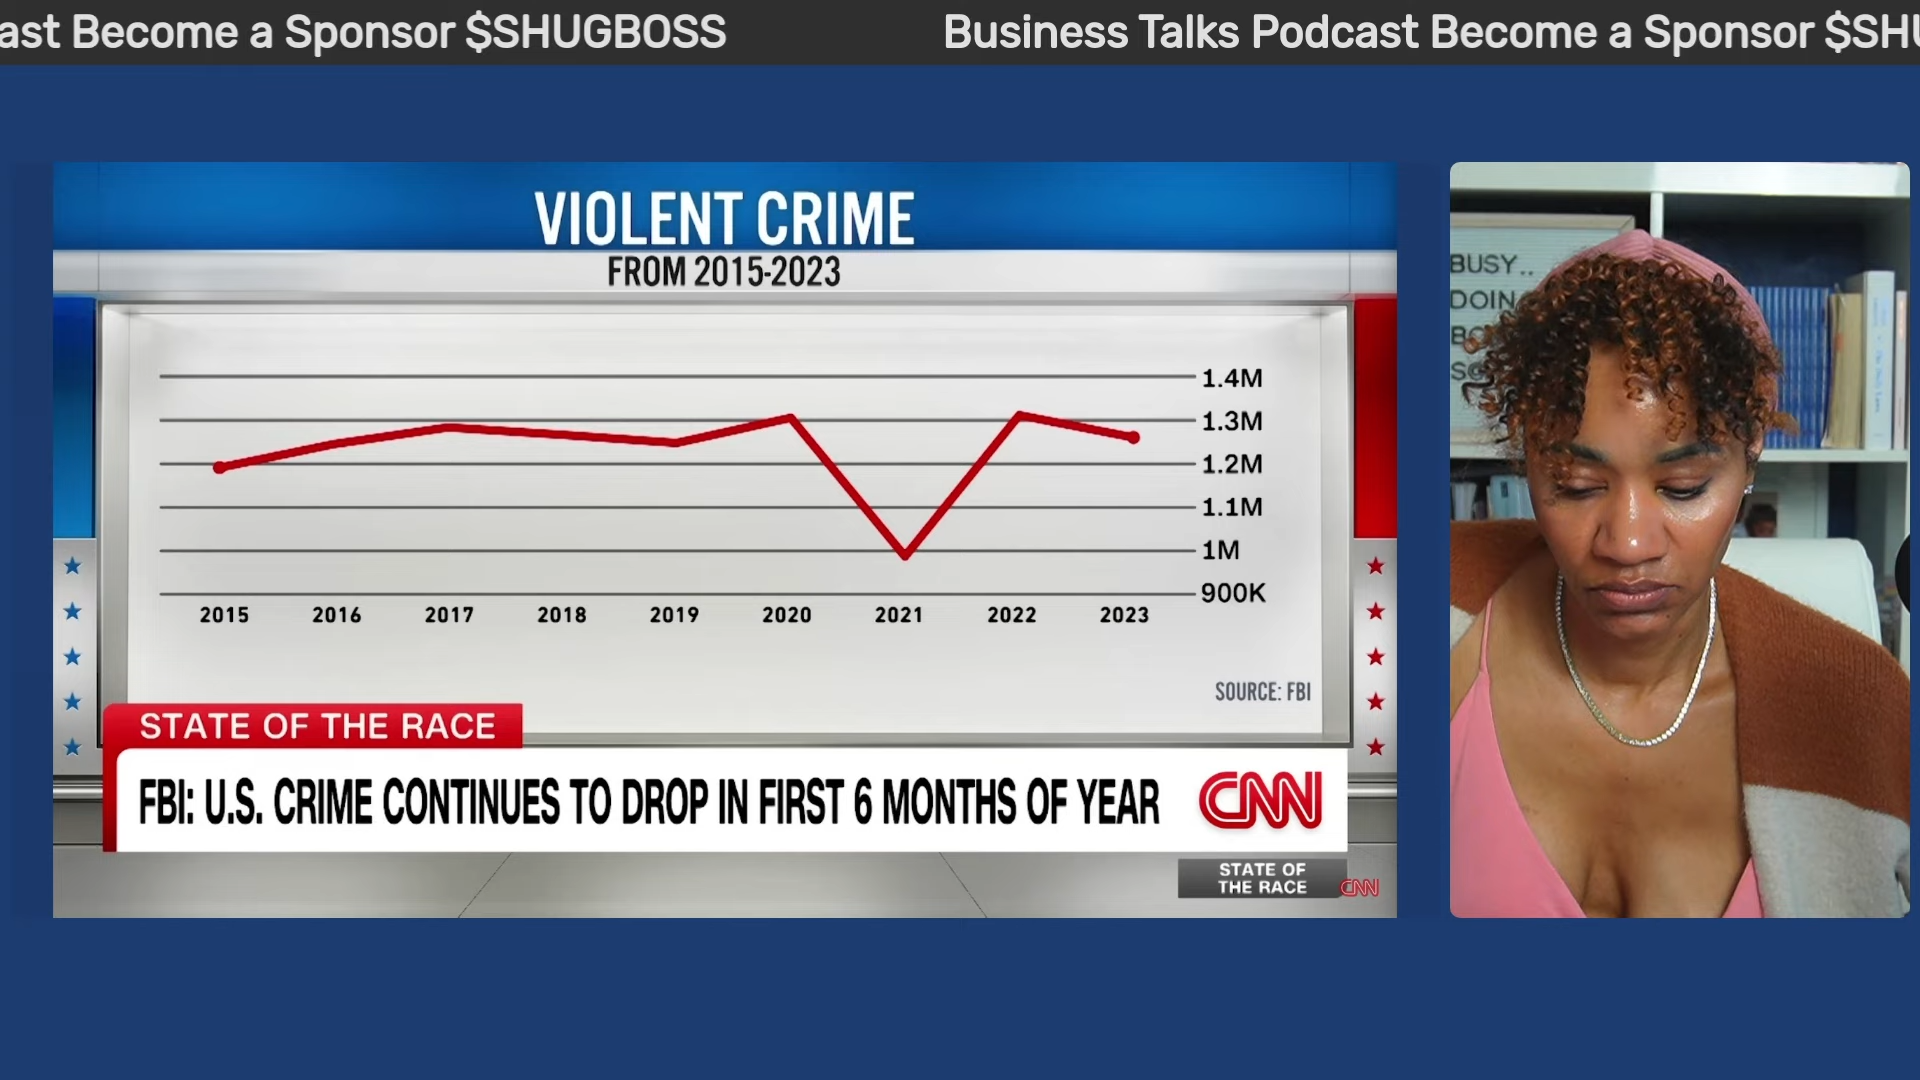 ast Become a Sponsor $SHUGBOSS
Business Talks Podcast Become a Sponsor $SHU
VIOLENT CRIME
FROM 2015-2023
1.4M
1.3M
1.2M
1.1M
1M
900K
2015 2016 2017 2018 2019 2020 2021 2022 2023
SOURCE: FBI
STATE OF THE RACE
FBI: U.S. CRIME CONTINUES TO DROP IN FIRST 6 MONTHS OF YEAR
CNN
STATE OF
THE RACE
CNN
BUSY..
DOIN